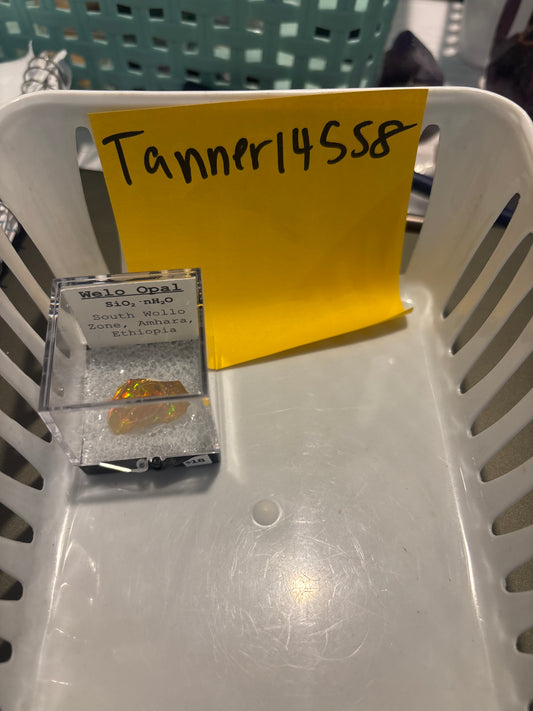 Tanner14558
Welo Opal
SiO₂·nH₂O
South Wollo
Zone, Amhara,
Ethiopia